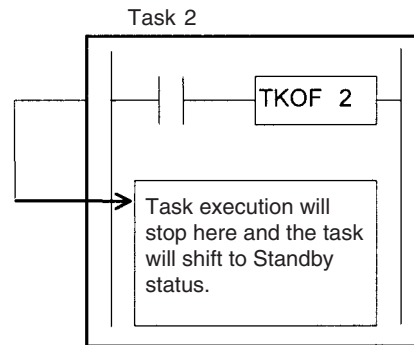 Task 2
TKOF 2
Task execution will
stop here and the task
will shift to Standby
status.